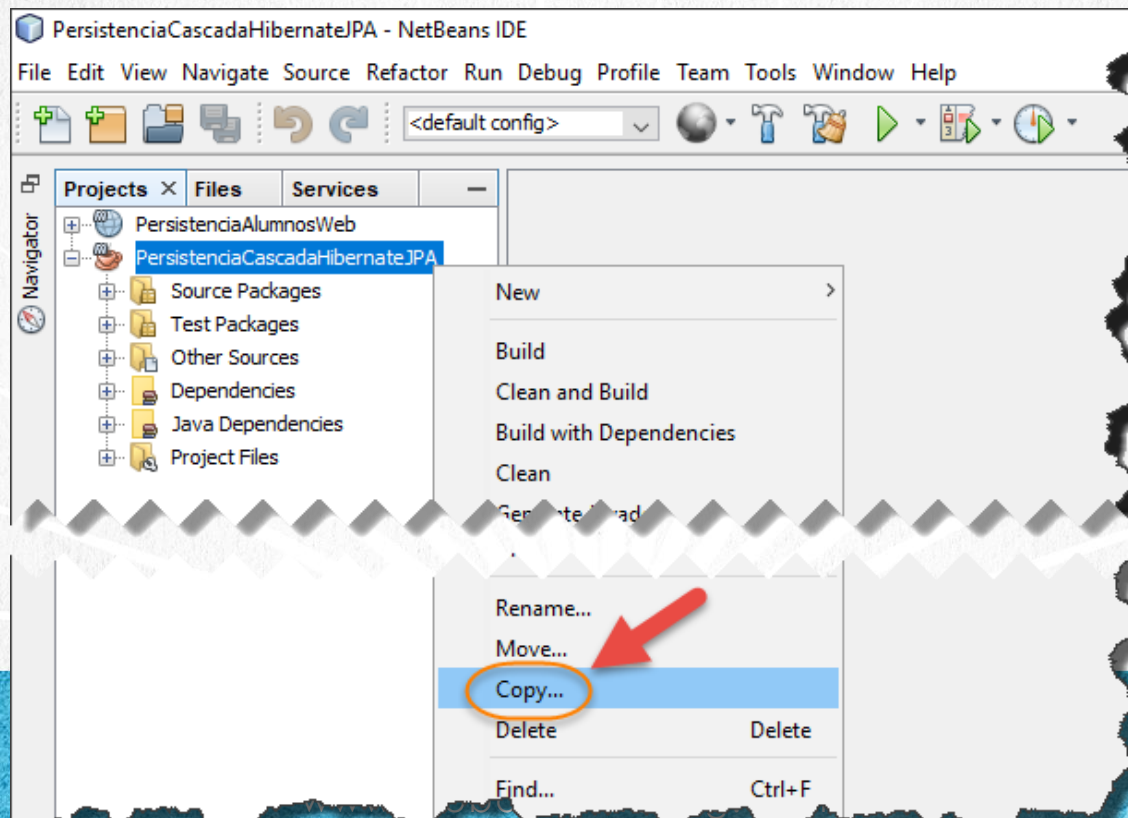 PersistenciaCascadaHibernateJPA - NetBeans IDE
File Edit View Navigate Source Refactor Run Debug Profile Team Tools Window Help
<default config>
Projects Files Services
Navigator
PersistenciaAlumnosWeb
PersistenciaCascadaHibernateJPA
Source Packages
Test Packages
Other Sources
Dependencies
Java Dependencies
Project Files
New
Build
Clean and Build
Build with Dependencies
Clean
Rename...
Move...
Copy...
Delete Delete
Find... Ctrl+F